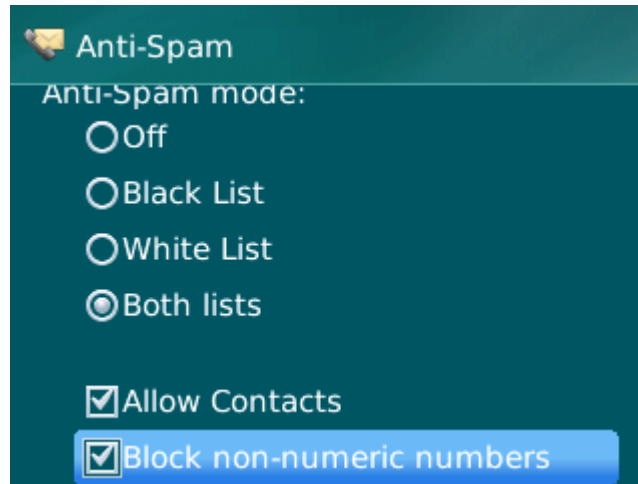 Anti-Spam
Anti-Spam mode:
Off
Black List
White List
Both lists
Allow Contacts
Block non-numeric numbers